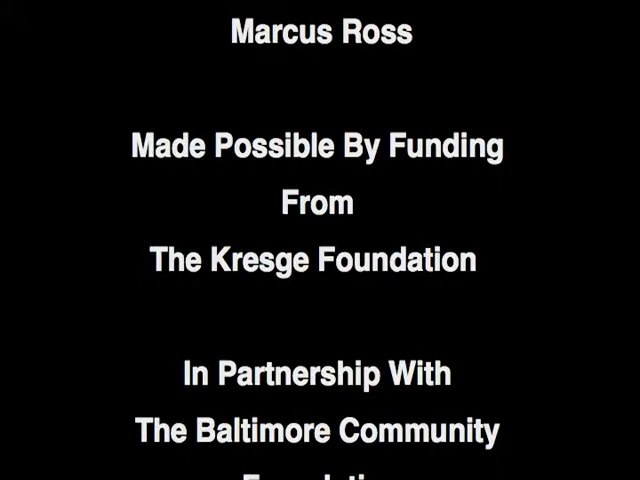 Marcus Ross
Made Possible By Funding
From
The Kresge Foundation
In Partnership With
The Baltimore Community